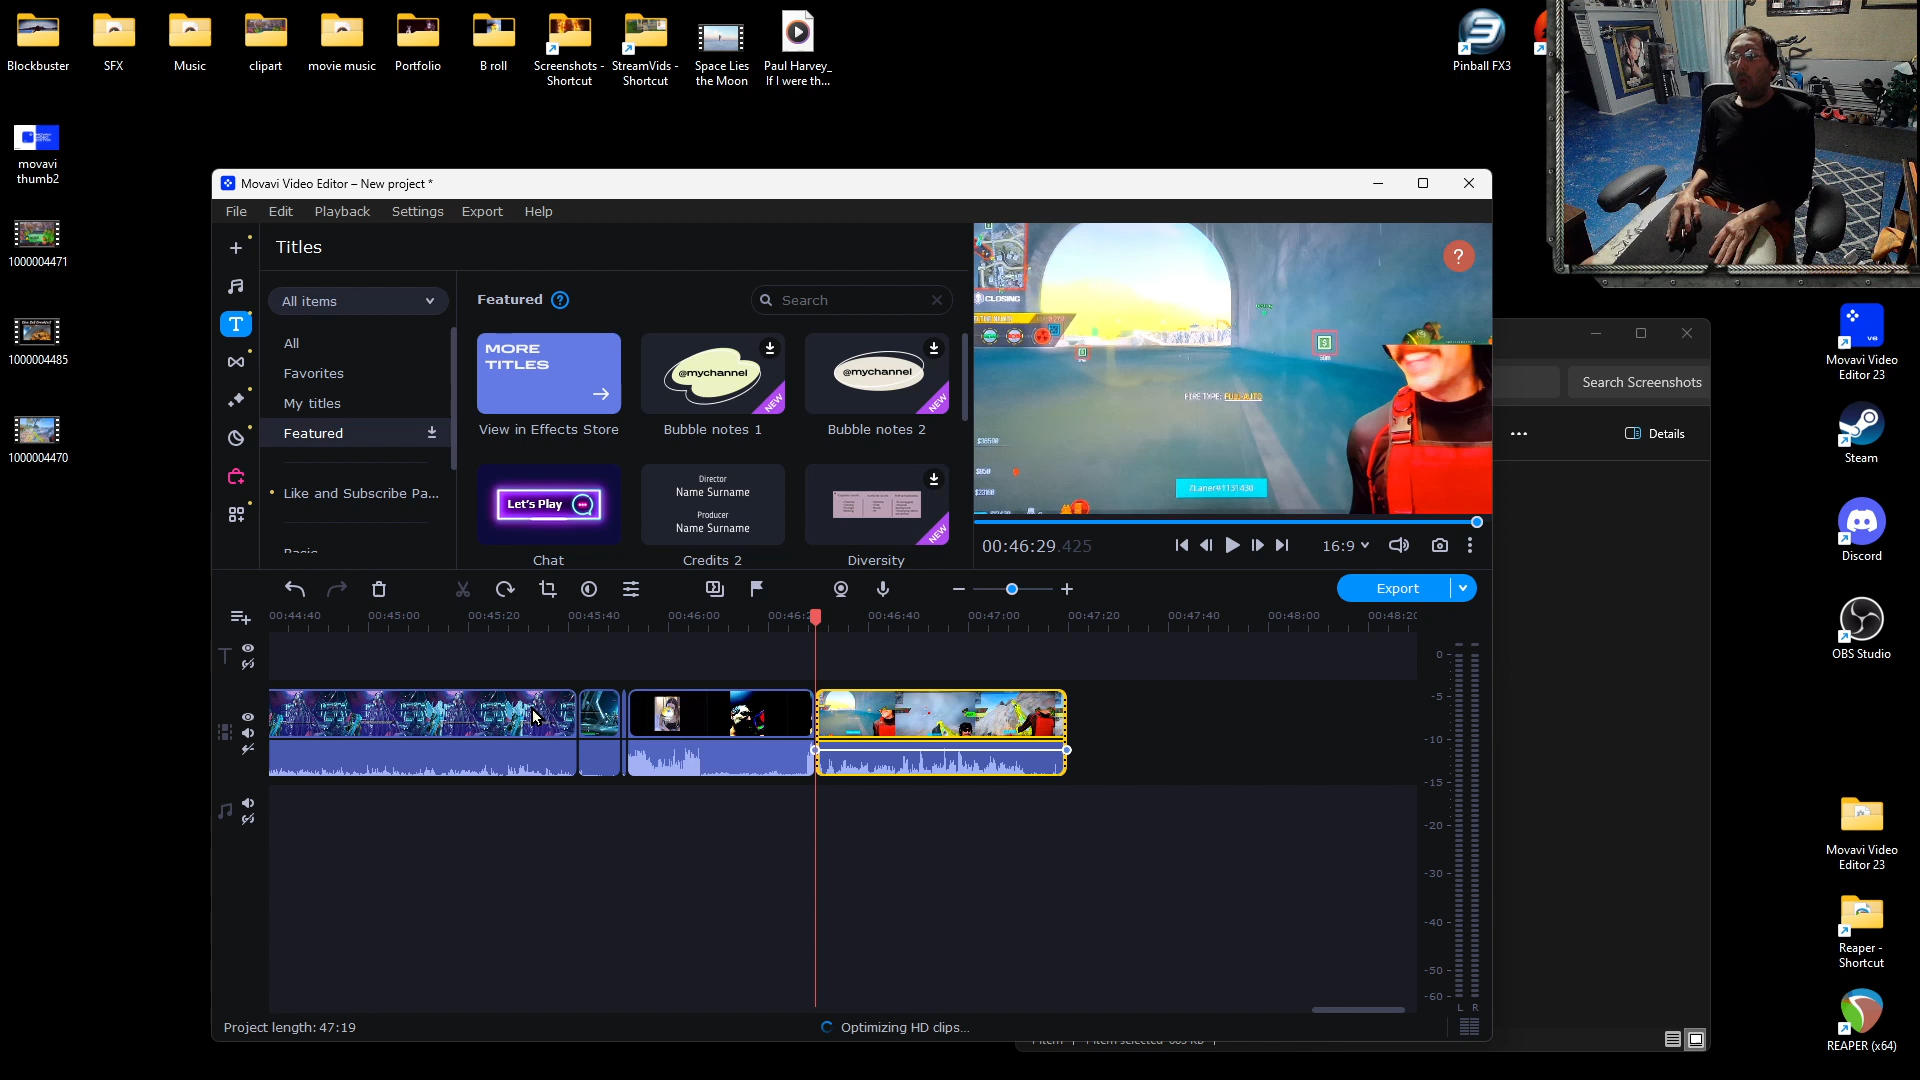 Blockbuster
SFX
Music
clipart
movie music
Portfolio
B roll
Screenshots -
Shortcut
StreamVids -
Shortcut
Space Lies
the Moon
Paul Harvey_
If I were th...
Pinball FX3
movavi
thumb2
1000004471
1000004485
1000004470
Movavi Video Editor – New project *
File Edit Playback Settings Export Help
Titles
All items
All
Favorites
My titles
Featured
Like and Subscribe Pa...
Basic
Featured ?
Search
MORE
TITLES
View in Effects Store
@mychannel
NEW
Bubble notes 1
@mychannel
NEW
Bubble notes 2
Let's Play
Chat
Director
Name Surname
Producer
Name Surname
Credits 2
NEW
Diversity
CLOSING
FIRE TYPE: FULL-AUTO
?
00:46:29.425
16:9
Export
00:44:40 00:45:00 00:45:20 00:45:40 00:46:00 00:46:2 00:46:40 00:47:00 00:47:20 00:47:40 00:48:00 00:48:20
0
-5
-10
-15
-20
-30
-40
-50
-60
L R
Project length: 47:19
Optimizing HD clips...
Search Screenshots
Details
Movavi Video
Editor 23
Steam
Discord
OBS Studio
Movavi Video
Editor 23
Reaper -
Shortcut
REAPER (x64)